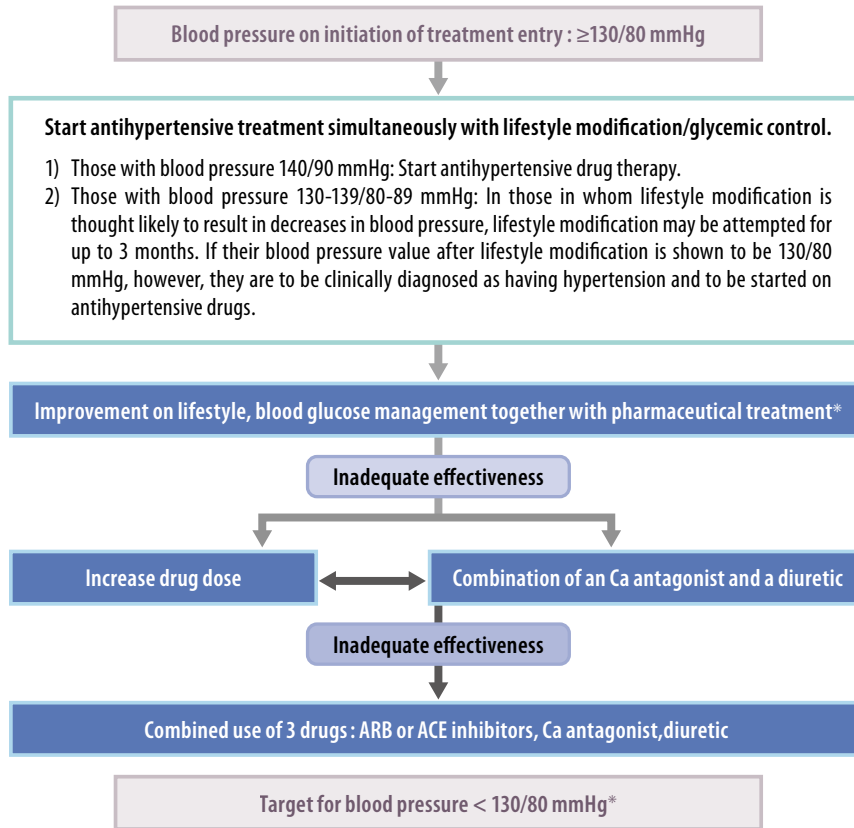 Blood pressure on initiation of treatment entry : ≥130/80 mmHg
Start antihypertensive treatment simultaneously with lifestyle modification/glycemic control.
1) Those with blood pressure 140/90 mmHg: Start antihypertensive drug therapy.
2) Those with blood pressure 130-139/80-89 mmHg: In those in whom lifestyle modification is
thought likely to result in decreases in blood pressure, lifestyle modification may be attempted for
up to 3 months. If their blood pressure value after lifestyle modification is shown to be 130/80
mmHg, however, they are to be clinically diagnosed as having hypertension and to be started on
antihypertensive drugs.
Improvement on lifestyle, blood glucose management together with pharmaceutical treatment*
Inadequate effectiveness
Increase drug dose
Combination of an Ca antagonist and a diuretic
Inadequate effectiveness
Combined use of 3 drugs : ARB or ACE inhibitors, Ca antagonist,diuretic
Target for blood pressure < 130/80 mmHg*